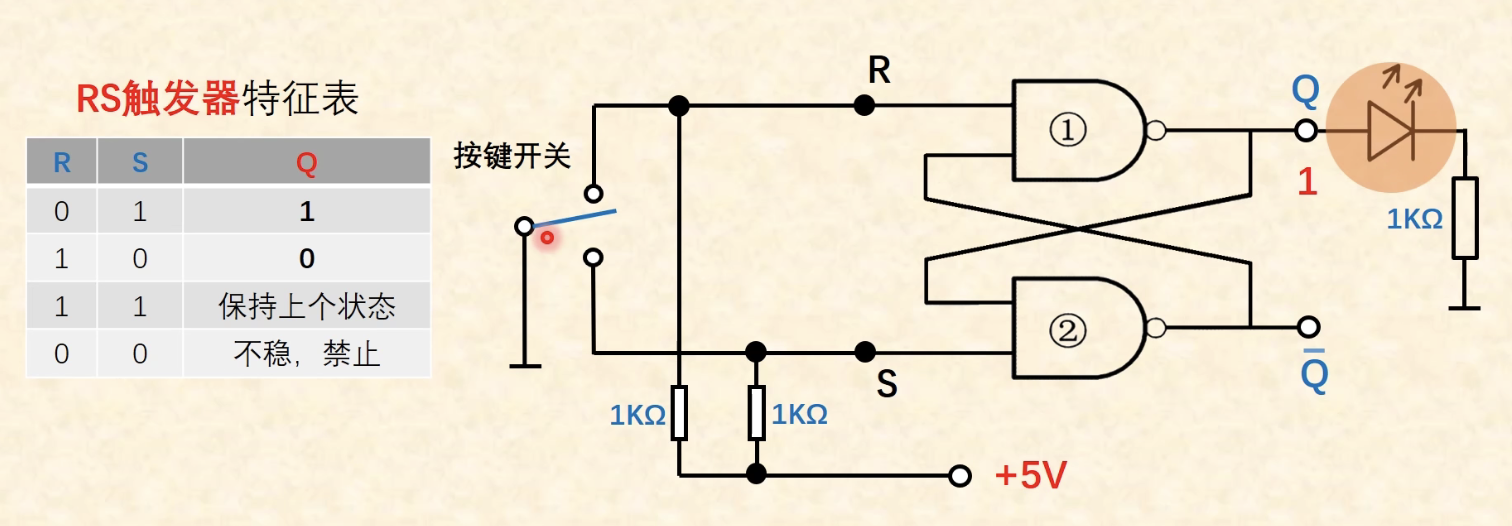 RS触发器特征表
R S Q
0 1 1
1 0 0
1 1 保持上个状态
0 0 不稳，禁止
按键开关
R
①
Q
1
1KΩ
②
Q̅
S
1KΩ
1KΩ
+5V